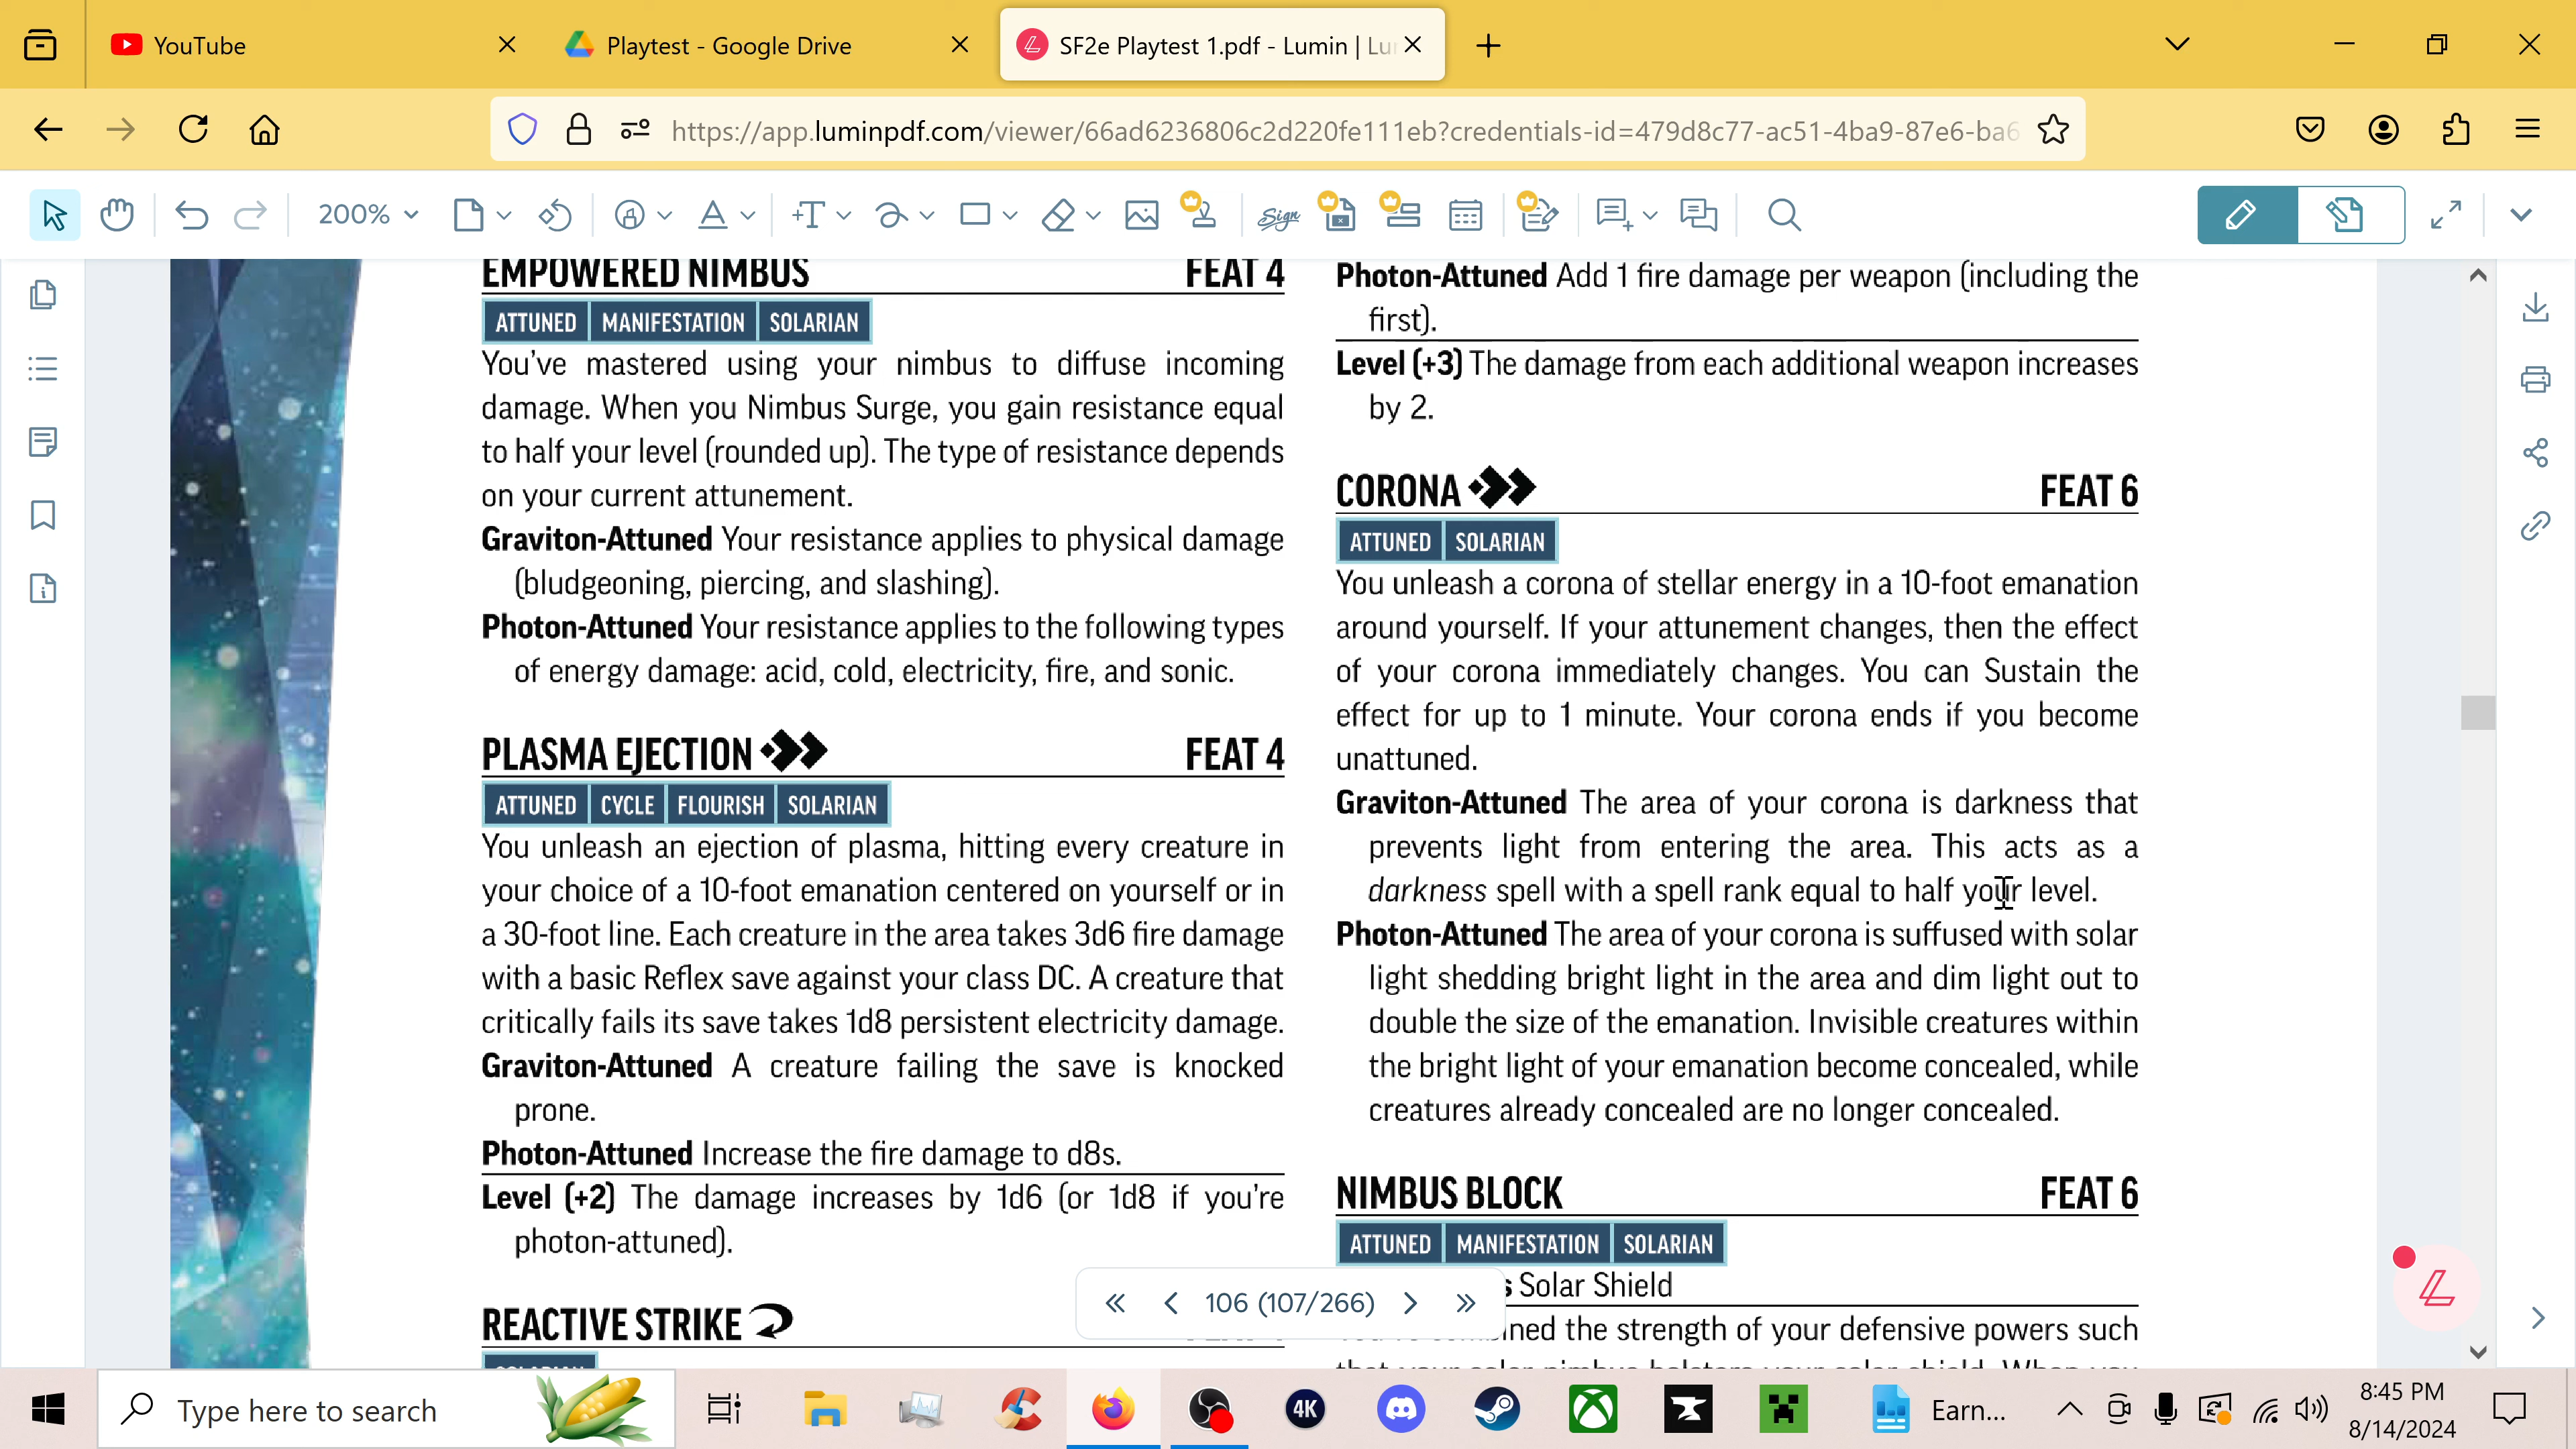 YouTube
Playtest - Google Drive
SF2e Playtest 1.pdf - Lumin | Lu
https://app.luminpdf.com/viewer/66ad6236806c2d220fe111eb?credentials-id=479d8c77-ac51-4ba9-87e6-ba6
200%
Sign
EMPOWERED NIMBUS FEAT 4
ATTUNED MANIFESTATION SOLARIAN
You've mastered using your nimbus to diffuse incoming
damage. When you Nimbus Surge, you gain resistance equal
to half your level (rounded up). The type of resistance depends
on your current attunement.
Graviton-Attuned Your resistance applies to physical damage
(bludgeoning, piercing, and slashing).
Photon-Attuned Your resistance applies to the following types
of energy damage: acid, cold, electricity, fire, and sonic.
PLASMA EJECTION FEAT 4
ATTUNED CYCLE FLOURISH SOLARIAN
You unleash an ejection of plasma, hitting every creature in
your choice of a 10-foot emanation centered on yourself or in
a 30-foot line. Each creature in the area takes 3d6 fire damage
with a basic Reflex save against your class DC. A creature that
critically fails its save takes 1d8 persistent electricity damage.
Graviton-Attuned A creature failing the save is knocked
prone.
Photon-Attuned Increase the fire damage to d8s.
Level (+2) The damage increases by 1d6 (or 1d8 if you're
photon-attuned).
REACTIVE STRIKE
Photon-Attuned Add 1 fire damage per weapon (including the
first).
Level (+3) The damage from each additional weapon increases
by 2.
CORONA FEAT 6
ATTUNED SOLARIAN
You unleash a corona of stellar energy in a 10-foot emanation
around yourself. If your attunement changes, then the effect
of your corona immediately changes. You can Sustain the
effect for up to 1 minute. Your corona ends if you become
unattuned.
Graviton-Attuned The area of your corona is darkness that
prevents light from entering the area. This acts as a
darkness spell with a spell rank equal to half your level.
Photon-Attuned The area of your corona is suffused with solar
light shedding bright light in the area and dim light out to
double the size of the emanation. Invisible creatures within
the bright light of your emanation become concealed, while
creatures already concealed are no longer concealed.
NIMBUS BLOCK FEAT 6
ATTUNED MANIFESTATION SOLARIAN
Solar Shield
the strength of your defensive powers such
106 (107/266)
Type here to search
4K
Earn...
8:45 PM
8/14/2024